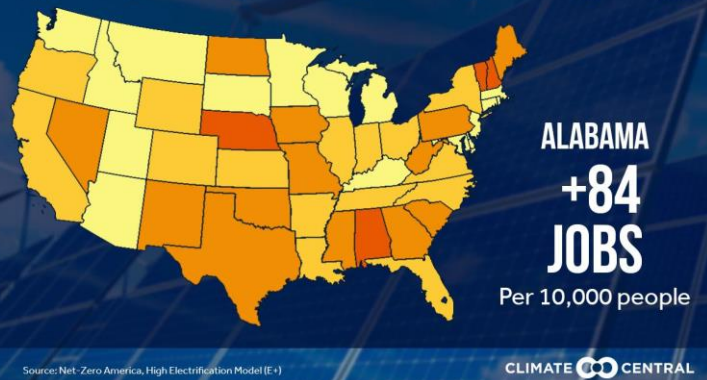 ALABAMA
+84
JOBS
Per 10,000 people
Source: Net-Zero America, High Electrification Model (E+)
CLIMATE CENTRAL